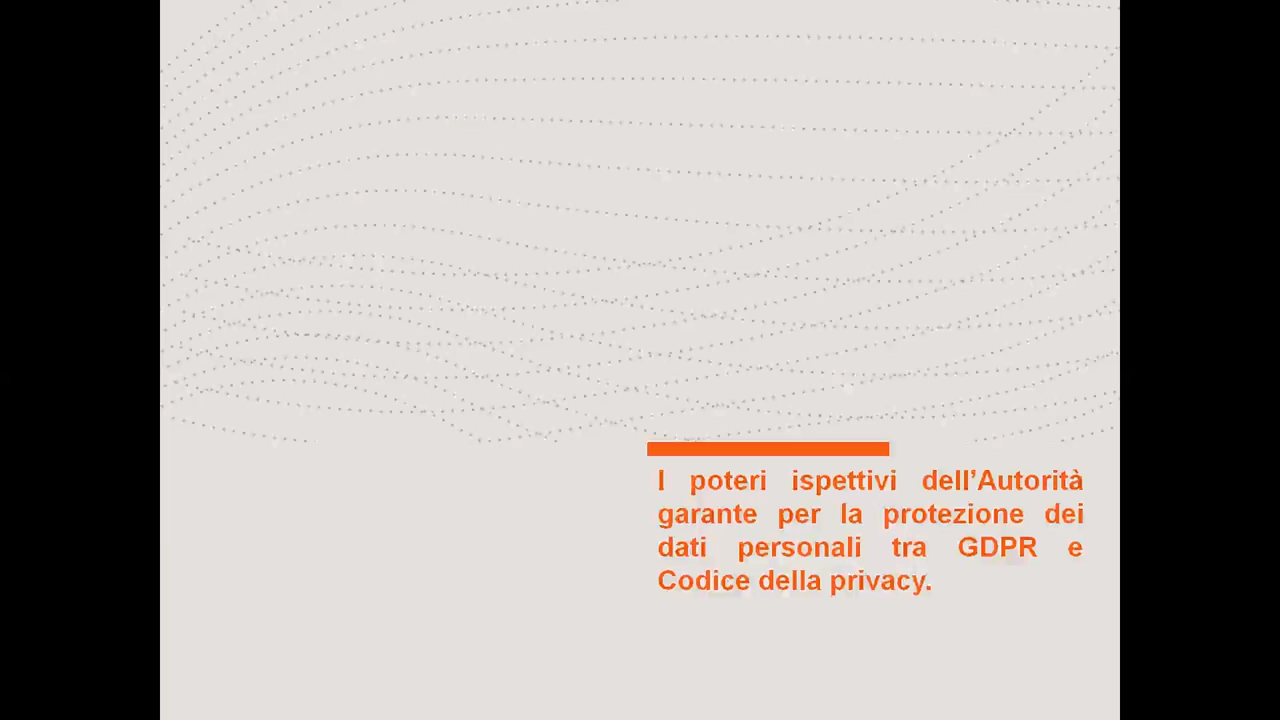 I poteri ispettivi dell’Autorità
garante per la protezione dei
dati personali tra GDPR e
Codice della privacy.